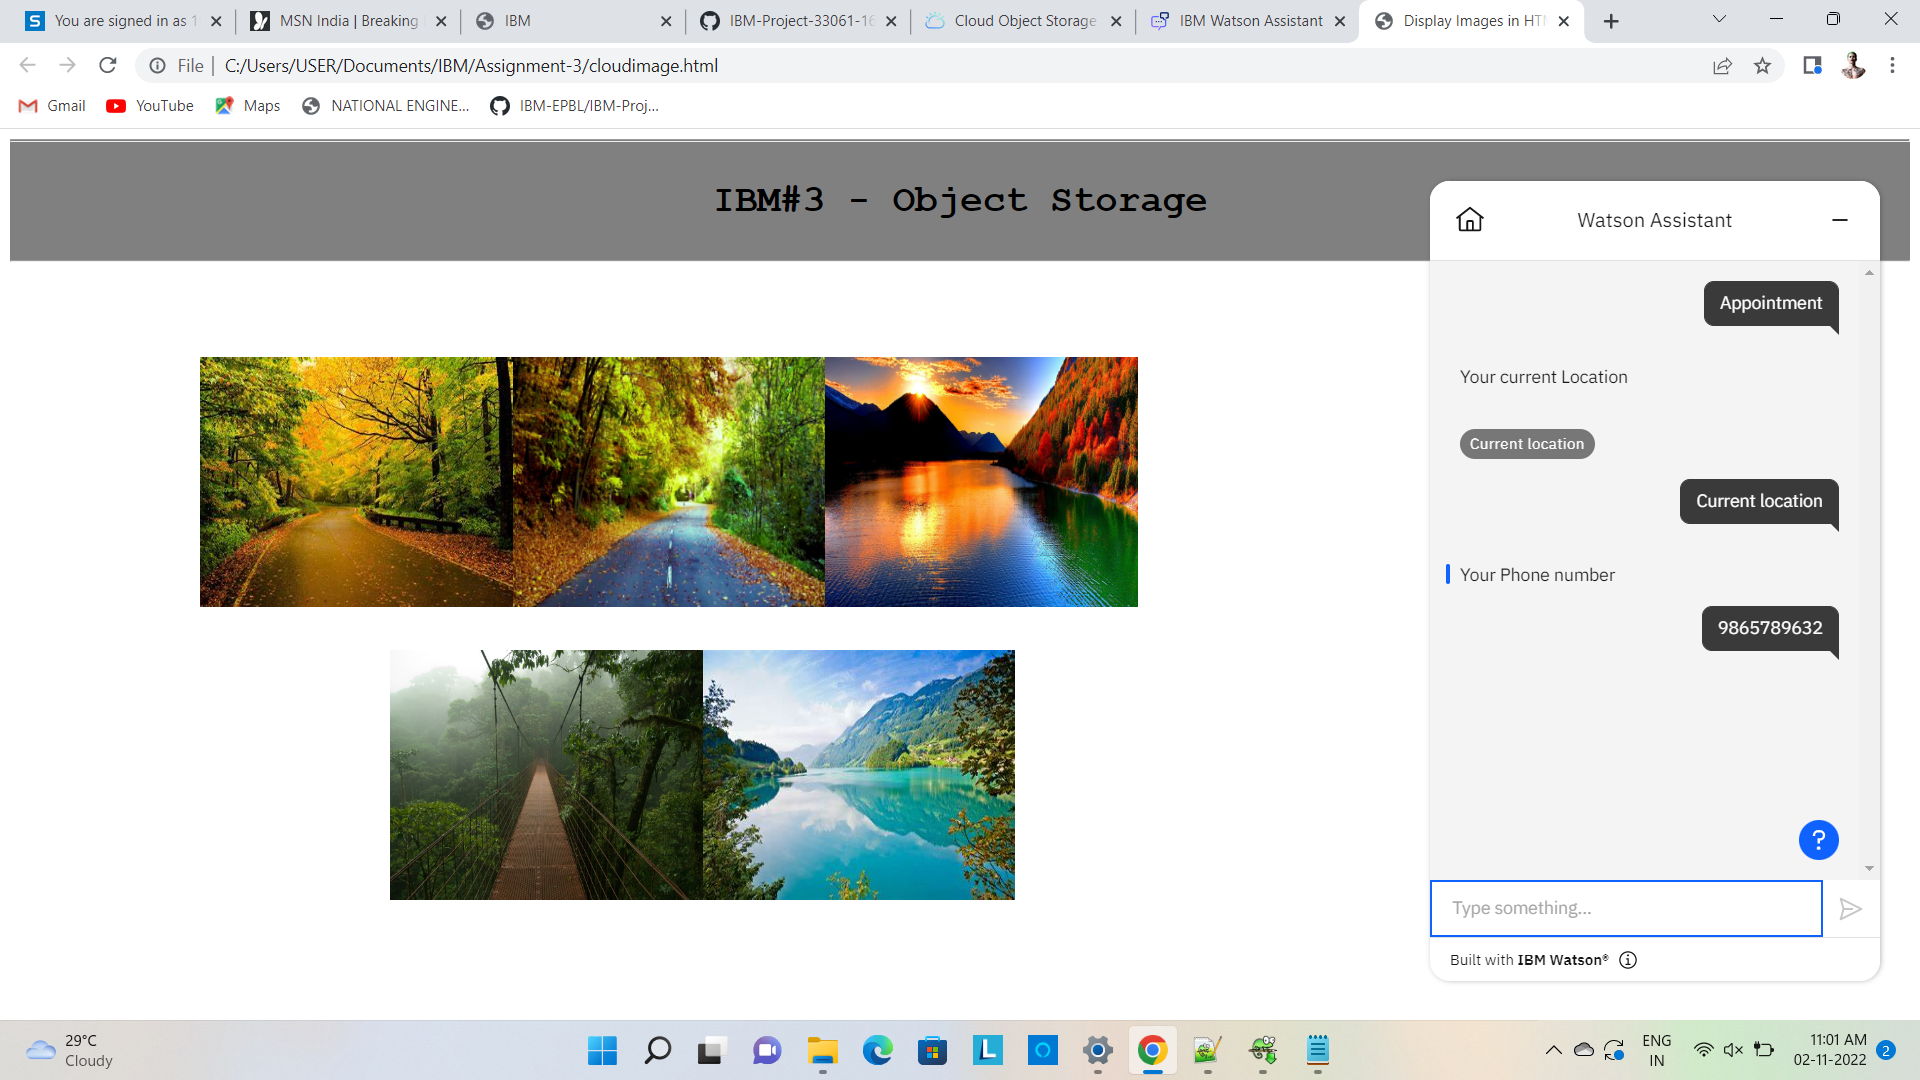 You are signed in as 1
MSN India | Breaking
IBM
IBM-Project-33061-16
Cloud Object Storage
IBM Watson Assistant
Display Images in HTM
File
C:/Users/USER/Documents/IBM/Assignment-3/cloudimage.html
Gmail
YouTube
Maps
NATIONAL ENGINE...
IBM-EPBL/IBM-Proj...
IBM#3 - Object Storage
Watson Assistant
Appointment
Your current Location
Current location
Current location
Your Phone number
9865789632
?
Type something...
Built with IBM Watson®
29°C
Cloudy
ENG
IN
11:01 AM
02-11-2022
2